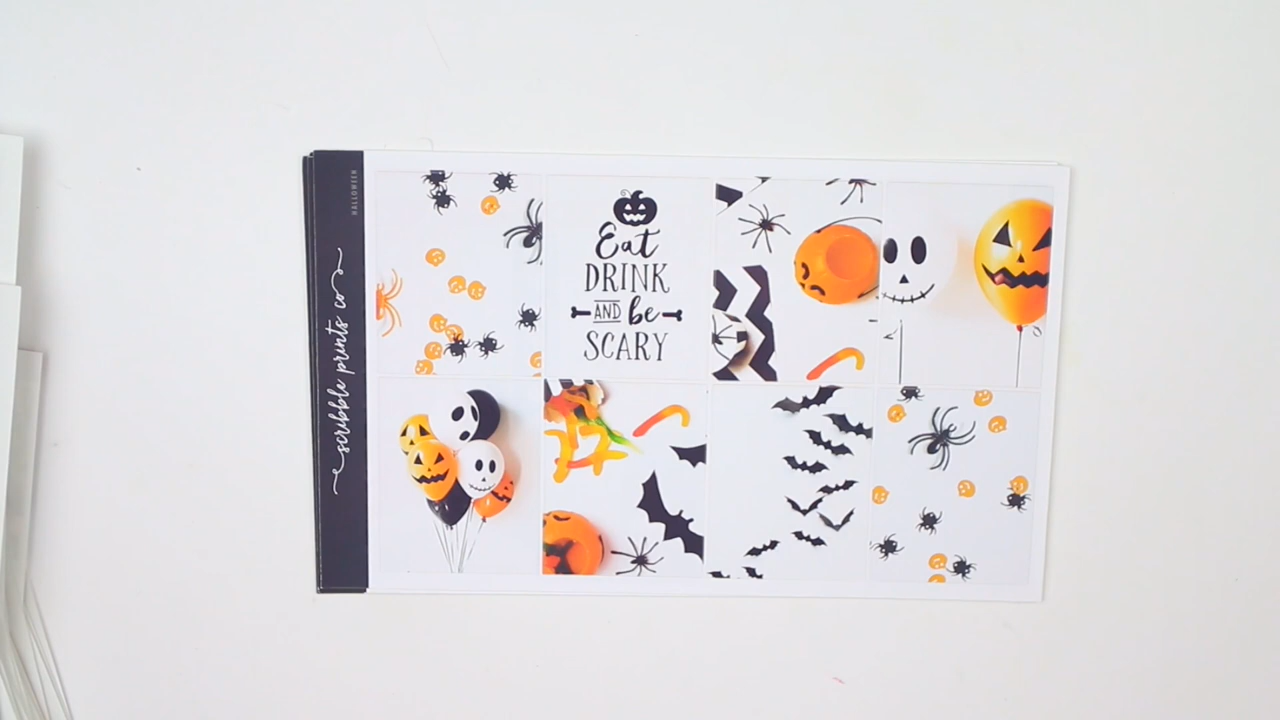 HALLOWEEN
scribble prints co
Eat
DRINK
AND be
SCARY